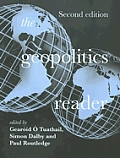 Second edition
the
geopolitics
reader
edited by
Gearóid Ó Tuathail,
Simon Dalby
and
Paul Routledge